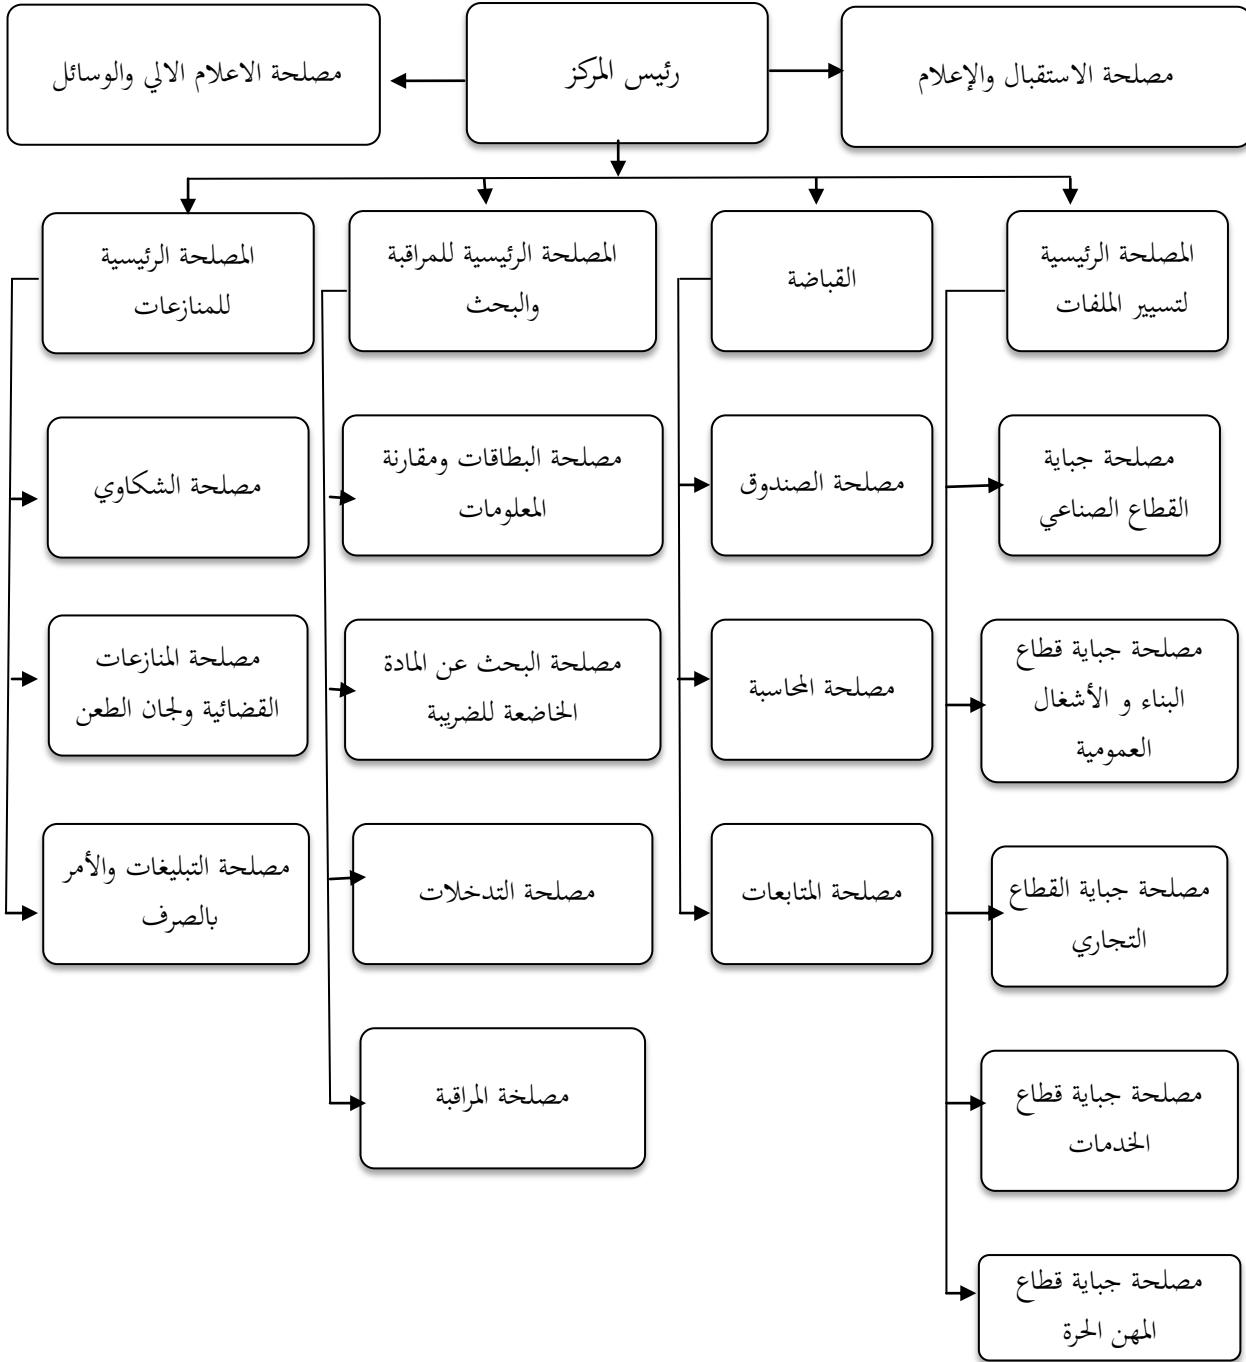 مصلحة الاستقبال والإعلام
رئيس المركز
مصلحة الاعلام الالي والوسائل
المصلحة الرئيسية
لتسيير الملفات
القباضة
المصلحة الرئيسية للمراقبة
والبحث
المصلحة الرئيسية
للمنازعات
مصلحة جباية
القطاع الصناعي
مصلحة الصندوق
مصلحة البطاقات ومقارنة
المعلومات
مصلحة الشكاوي
مصلحة جباية قطاع
البناء و الأشغال
العمومية
مصلحة المحاسبة
مصلحة البحث عن المادة
الخاضعة للضريبة
مصلحة المنازعات
القضائية ولجان الطعن
مصلحة جباية القطاع
التجاري
مصلحة المتابعات
مصلحة التدخلات
مصلحة التبليغات والأمر
بالصرف
مصلحة جباية قطاع
الخدمات
مصلخة المراقبة
مصلحة جباية قطاع
المهن الحرة